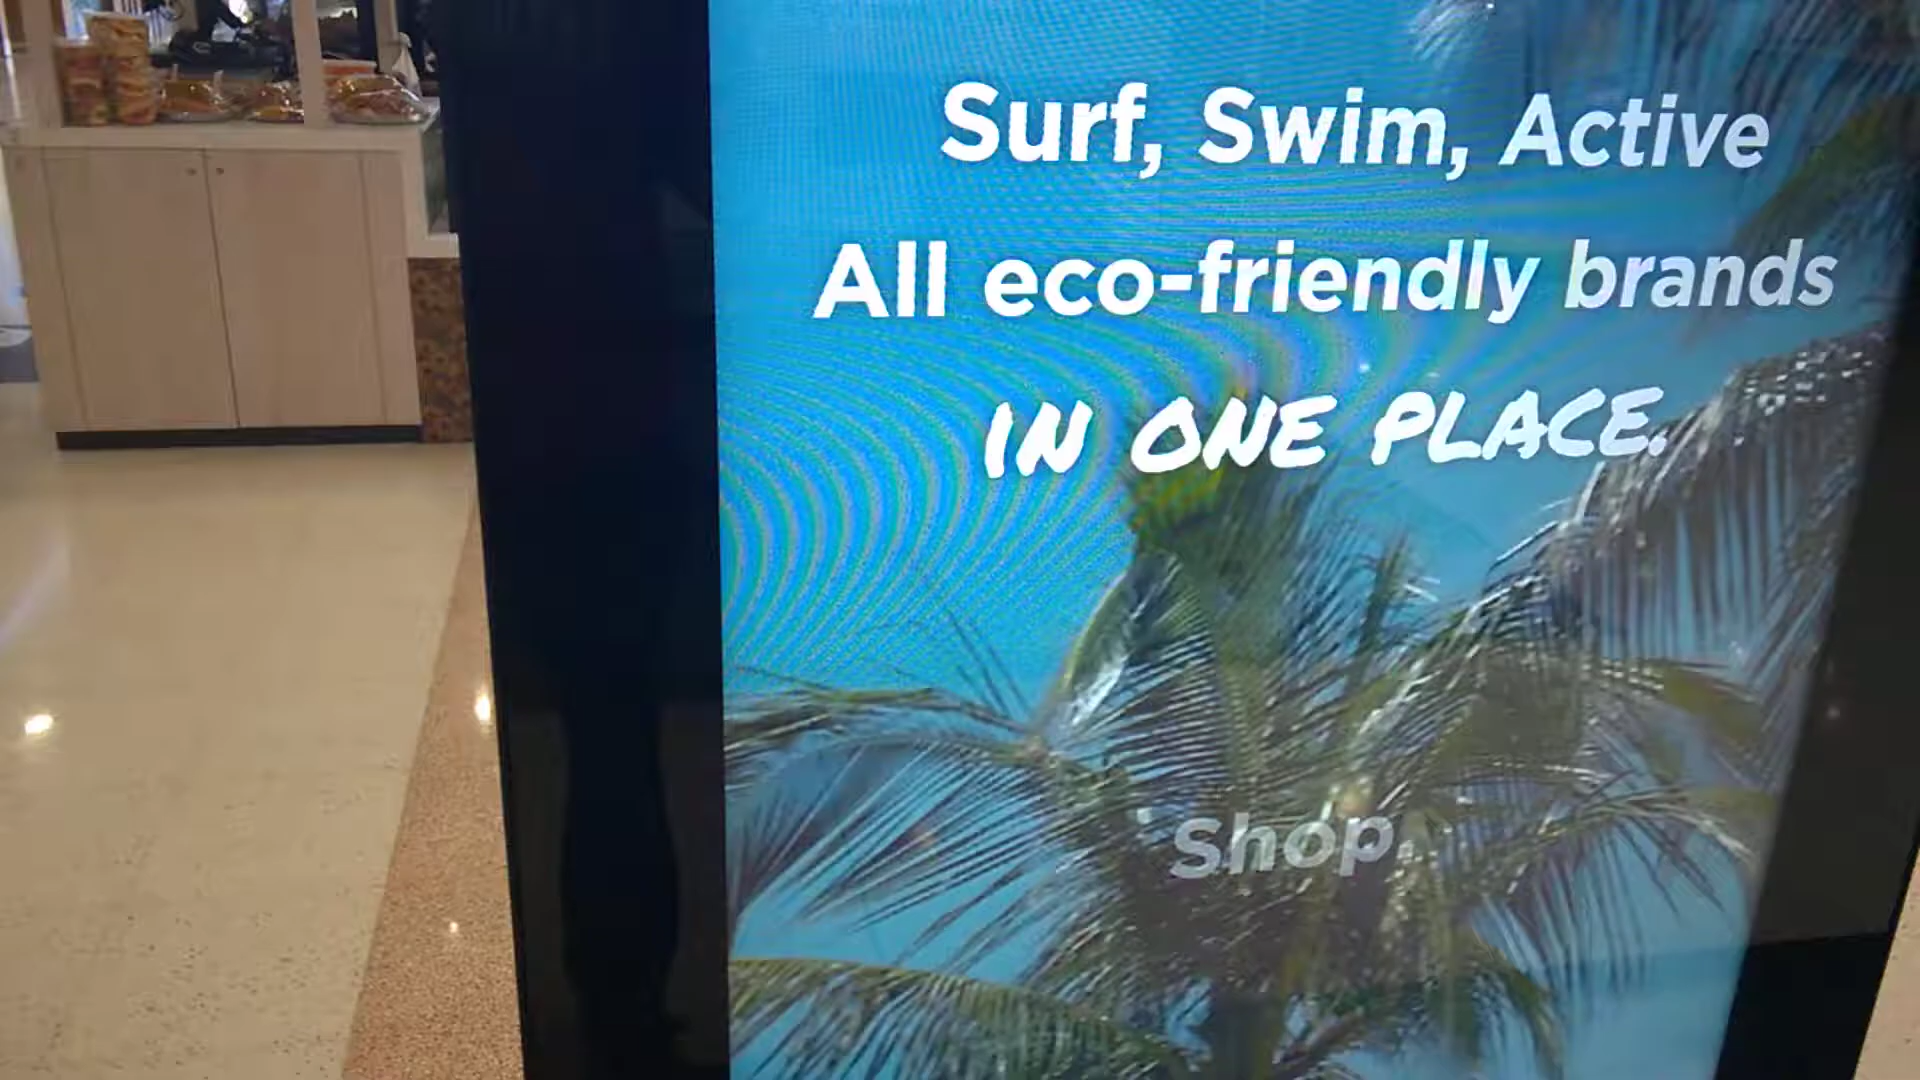 Surf, Swim, Active
All eco-friendly brands
IN ONE PLACE.
Shop